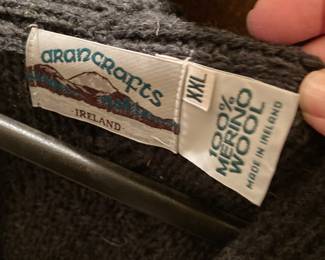 arancrafts
IRELAND
XXL
100%
MERINO
WOOL
MADE IN IRELAND